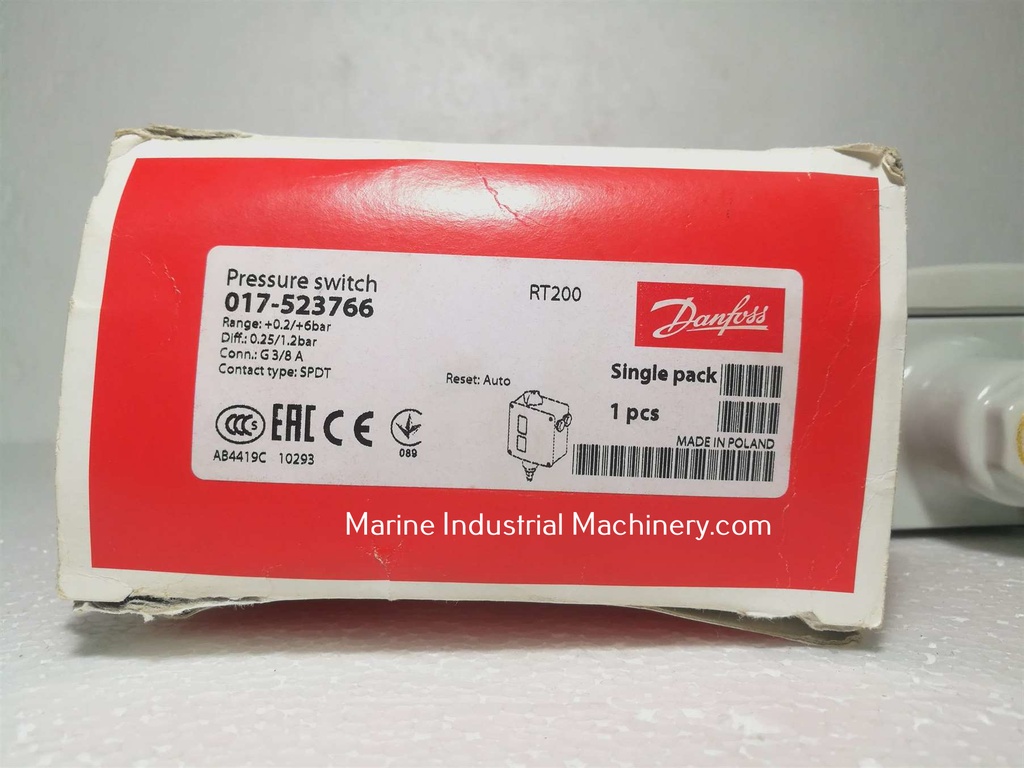 Pressure switch
017-523766
Range: +0.2/+6bar
Diff.: 0.25/1.2bar
Conn.: G 3/8 A
Contact type: SPDT
RT200
Danfoss
Reset: Auto
Single pack
1 pcs
MADE IN POLAND
CCC S
EAC CE
089
AB4419C 10293
Marine Industrial Machinery.com